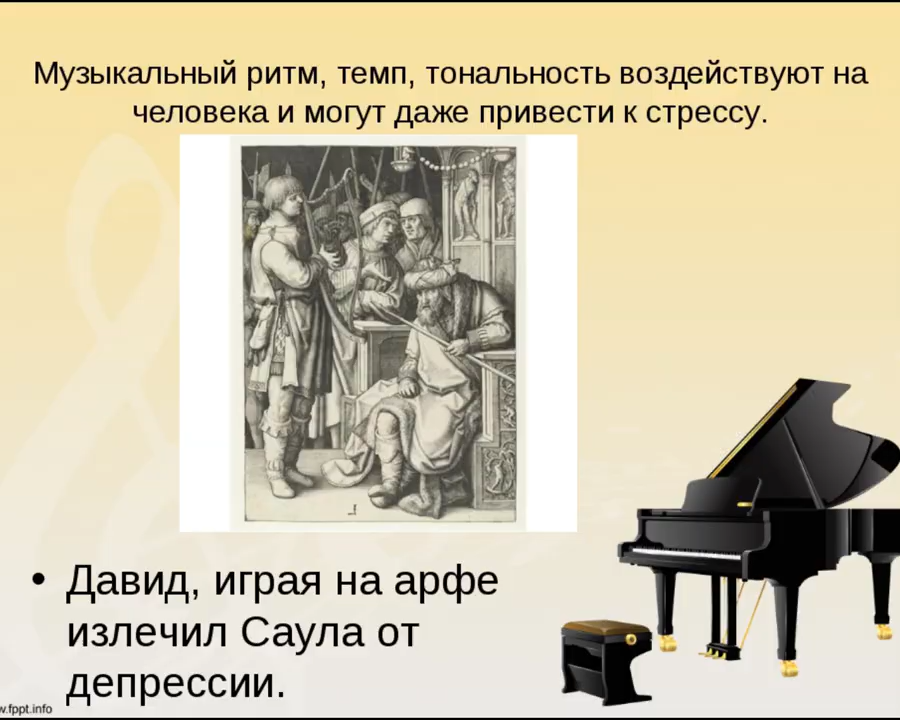 Музыкальный ритм, темп, тональность воздействуют на
человека и могут даже привести к стрессу.
• Давид, играя на арфе
излечил Саула от
депрессии.
w.fppt.info